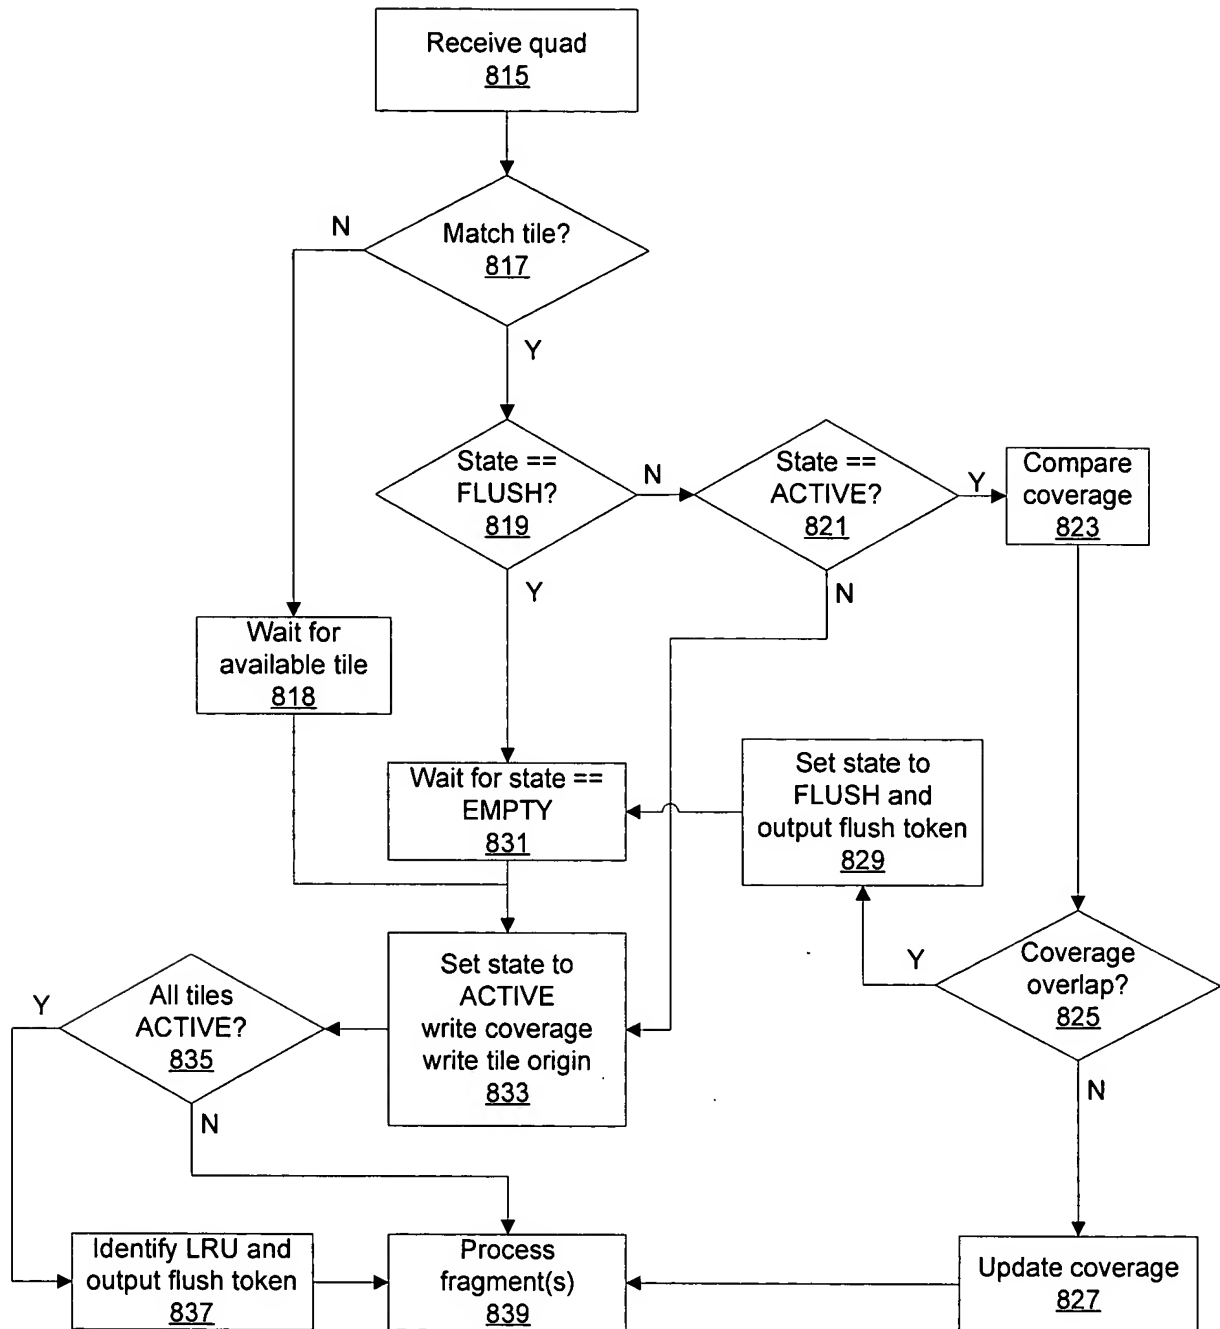 Receive quad
815
N
Match tile?
817
Y
State ==
FLUSH?
819
N
State ==
ACTIVE?
821
Y
Compare
coverage
823
Y
N
Wait for
available tile
818
Wait for state ==
EMPTY
831
Set state to
FLUSH and
output flush token
829
Y
Coverage
overlap?
825
N
Y
All tiles
ACTIVE?
835
N
Set state to
ACTIVE
write coverage
write tile origin
833
Identify LRU and
output flush token
837
Process
fragment(s)
839
Update coverage
827